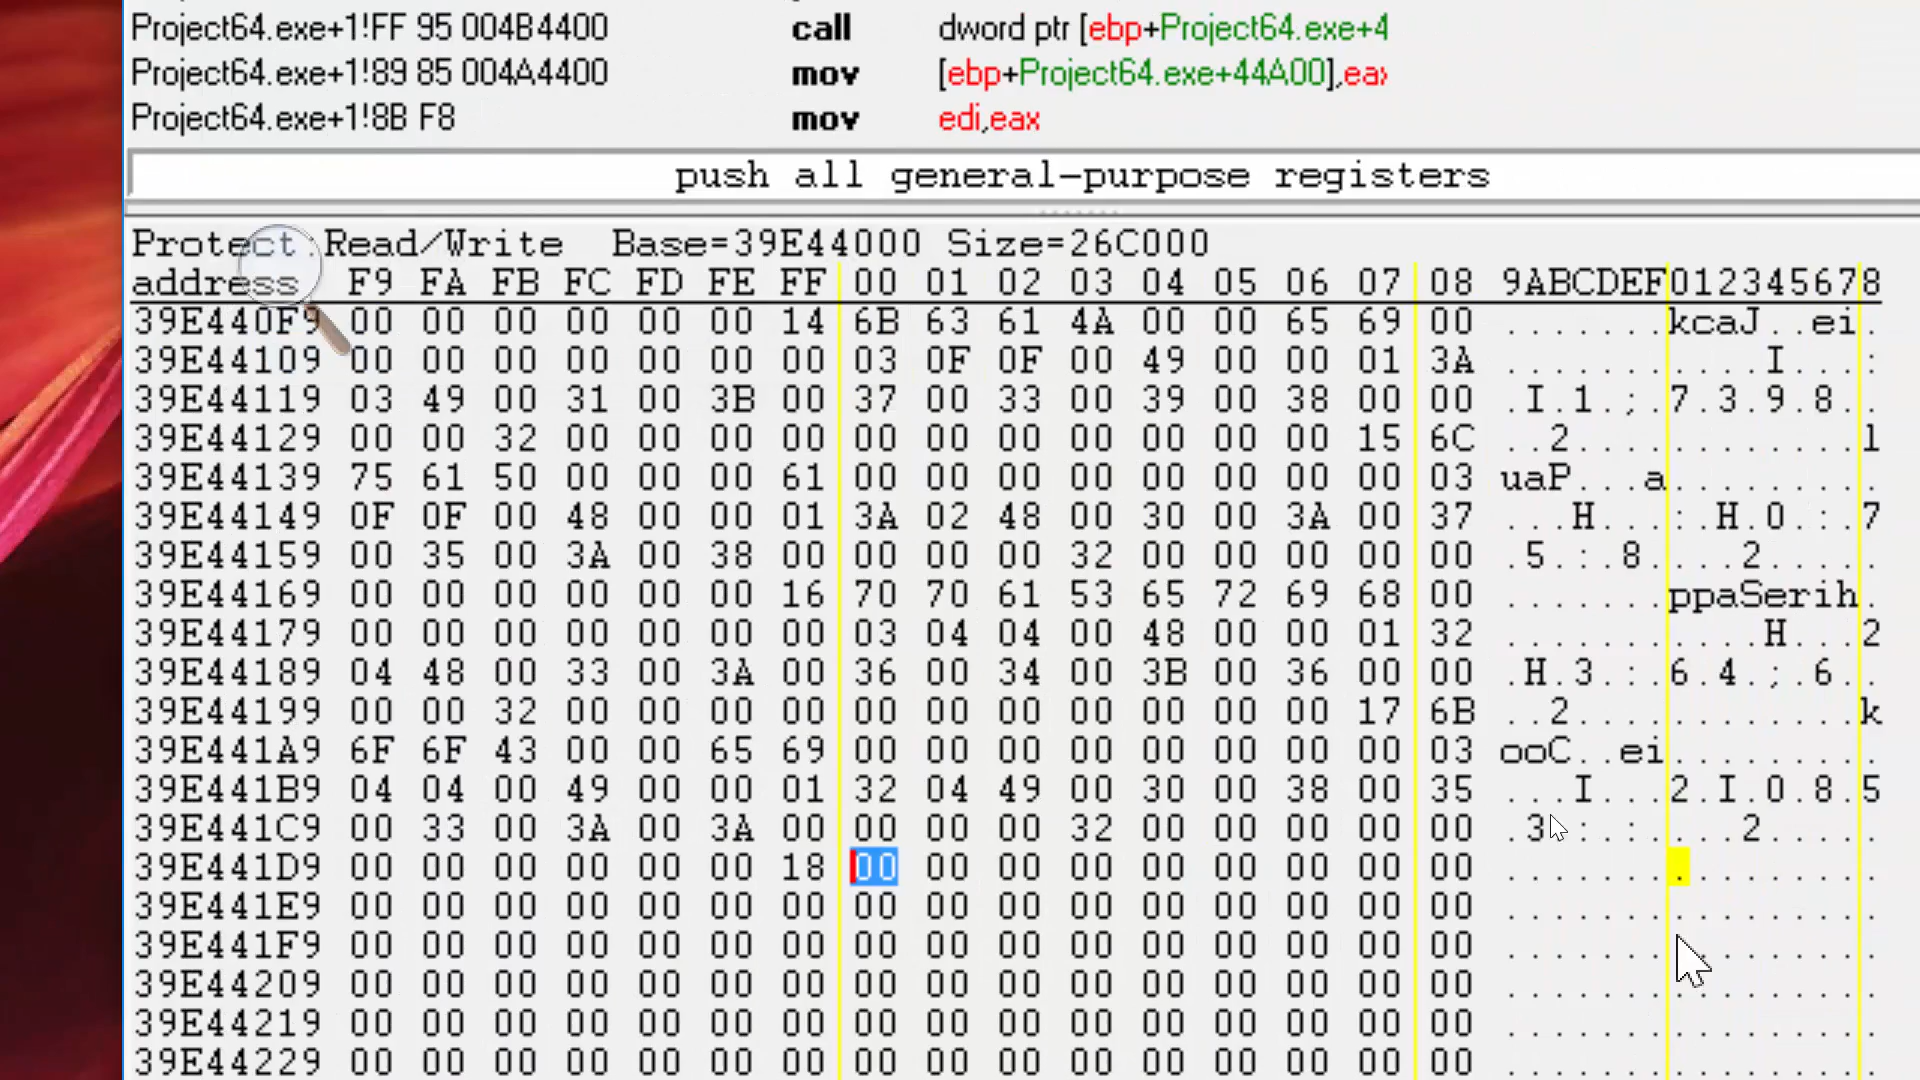 Project64.exe+1!FF 95 004B4400 call dword ptr [ebp+Project64.exe+4
Project64.exe+1!89 85 004A4400 mov [ebp+Project64.exe+44A00],eax
Project64.exe+1!8B F8 mov edi,eax
push all general-purpose registers
Protect:Read/Write Base=39E44000 Size=26C000
address F9 FA FB FC FD FE FF 00 01 02 03 04 05 06 07 08 9ABCDEF012345678
39E440F9 00 00 00 00 00 00 14 6B 63 61 4A 00 00 65 69 00 .......kcaJ..ei.
39E44109 00 00 00 00 00 00 00 03 0F 0F 00 49 00 00 01 3A ...........I...:
39E44119 03 49 00 31 00 3B 00 37 00 33 00 39 00 38 00 00 .I.1.;.7.3.9.8..
39E44129 00 00 32 00 00 00 00 00 00 00 00 00 00 00 15 6C ..2............l
39E44139 75 61 50 00 00 00 61 00 00 00 00 00 00 00 00 03 uaP...a.........
39E44149 0F 0F 00 48 00 00 01 3A 02 48 00 30 00 3A 00 37 ...H...:.H.0.:.7
39E44159 00 35 00 3A 00 38 00 00 00 00 32 00 00 00 00 00 .5.:.8....2.....
39E44169 00 00 00 00 00 00 16 70 70 61 53 65 72 69 68 00 .......ppaSerih.
39E44179 00 00 00 00 00 00 00 03 04 04 00 48 00 00 01 32 ...........H...2
39E44189 04 48 00 33 00 3A 00 36 00 34 00 3B 00 36 00 00 .H.3.:.6.4.;.6..
39E44199 00 00 32 00 00 00 00 00 00 00 00 00 00 00 17 6B ..2............k
39E441A9 6F 6F 43 00 00 65 69 00 00 00 00 00 00 00 00 03 ooC..ei.........
39E441B9 04 04 00 49 00 00 01 32 04 49 00 30 00 38 00 35 ...I...2.I.0.8.5
39E441C9 00 33 00 3A 00 3A 00 00 00 00 32 00 00 00 00 00 .3.:.:....2.....
39E441D9 00 00 00 00 00 00 18 00 00 00 00 00 00 00 00 00 ................
39E441E9 00 00 00 00 00 00 00 00 00 00 00 00 00 00 00 00 ................
39E441F9 00 00 00 00 00 00 00 00 00 00 00 00 00 00 00 00 ................
39E44209 00 00 00 00 00 00 00 00 00 00 00 00 00 00 00 00 ................
39E44219 00 00 00 00 00 00 00 00 00 00 00 00 00 00 00 00 ................
39E44229 00 00 00 00 00 00 00 00 00 00 00 00 00 00 00 00 ................